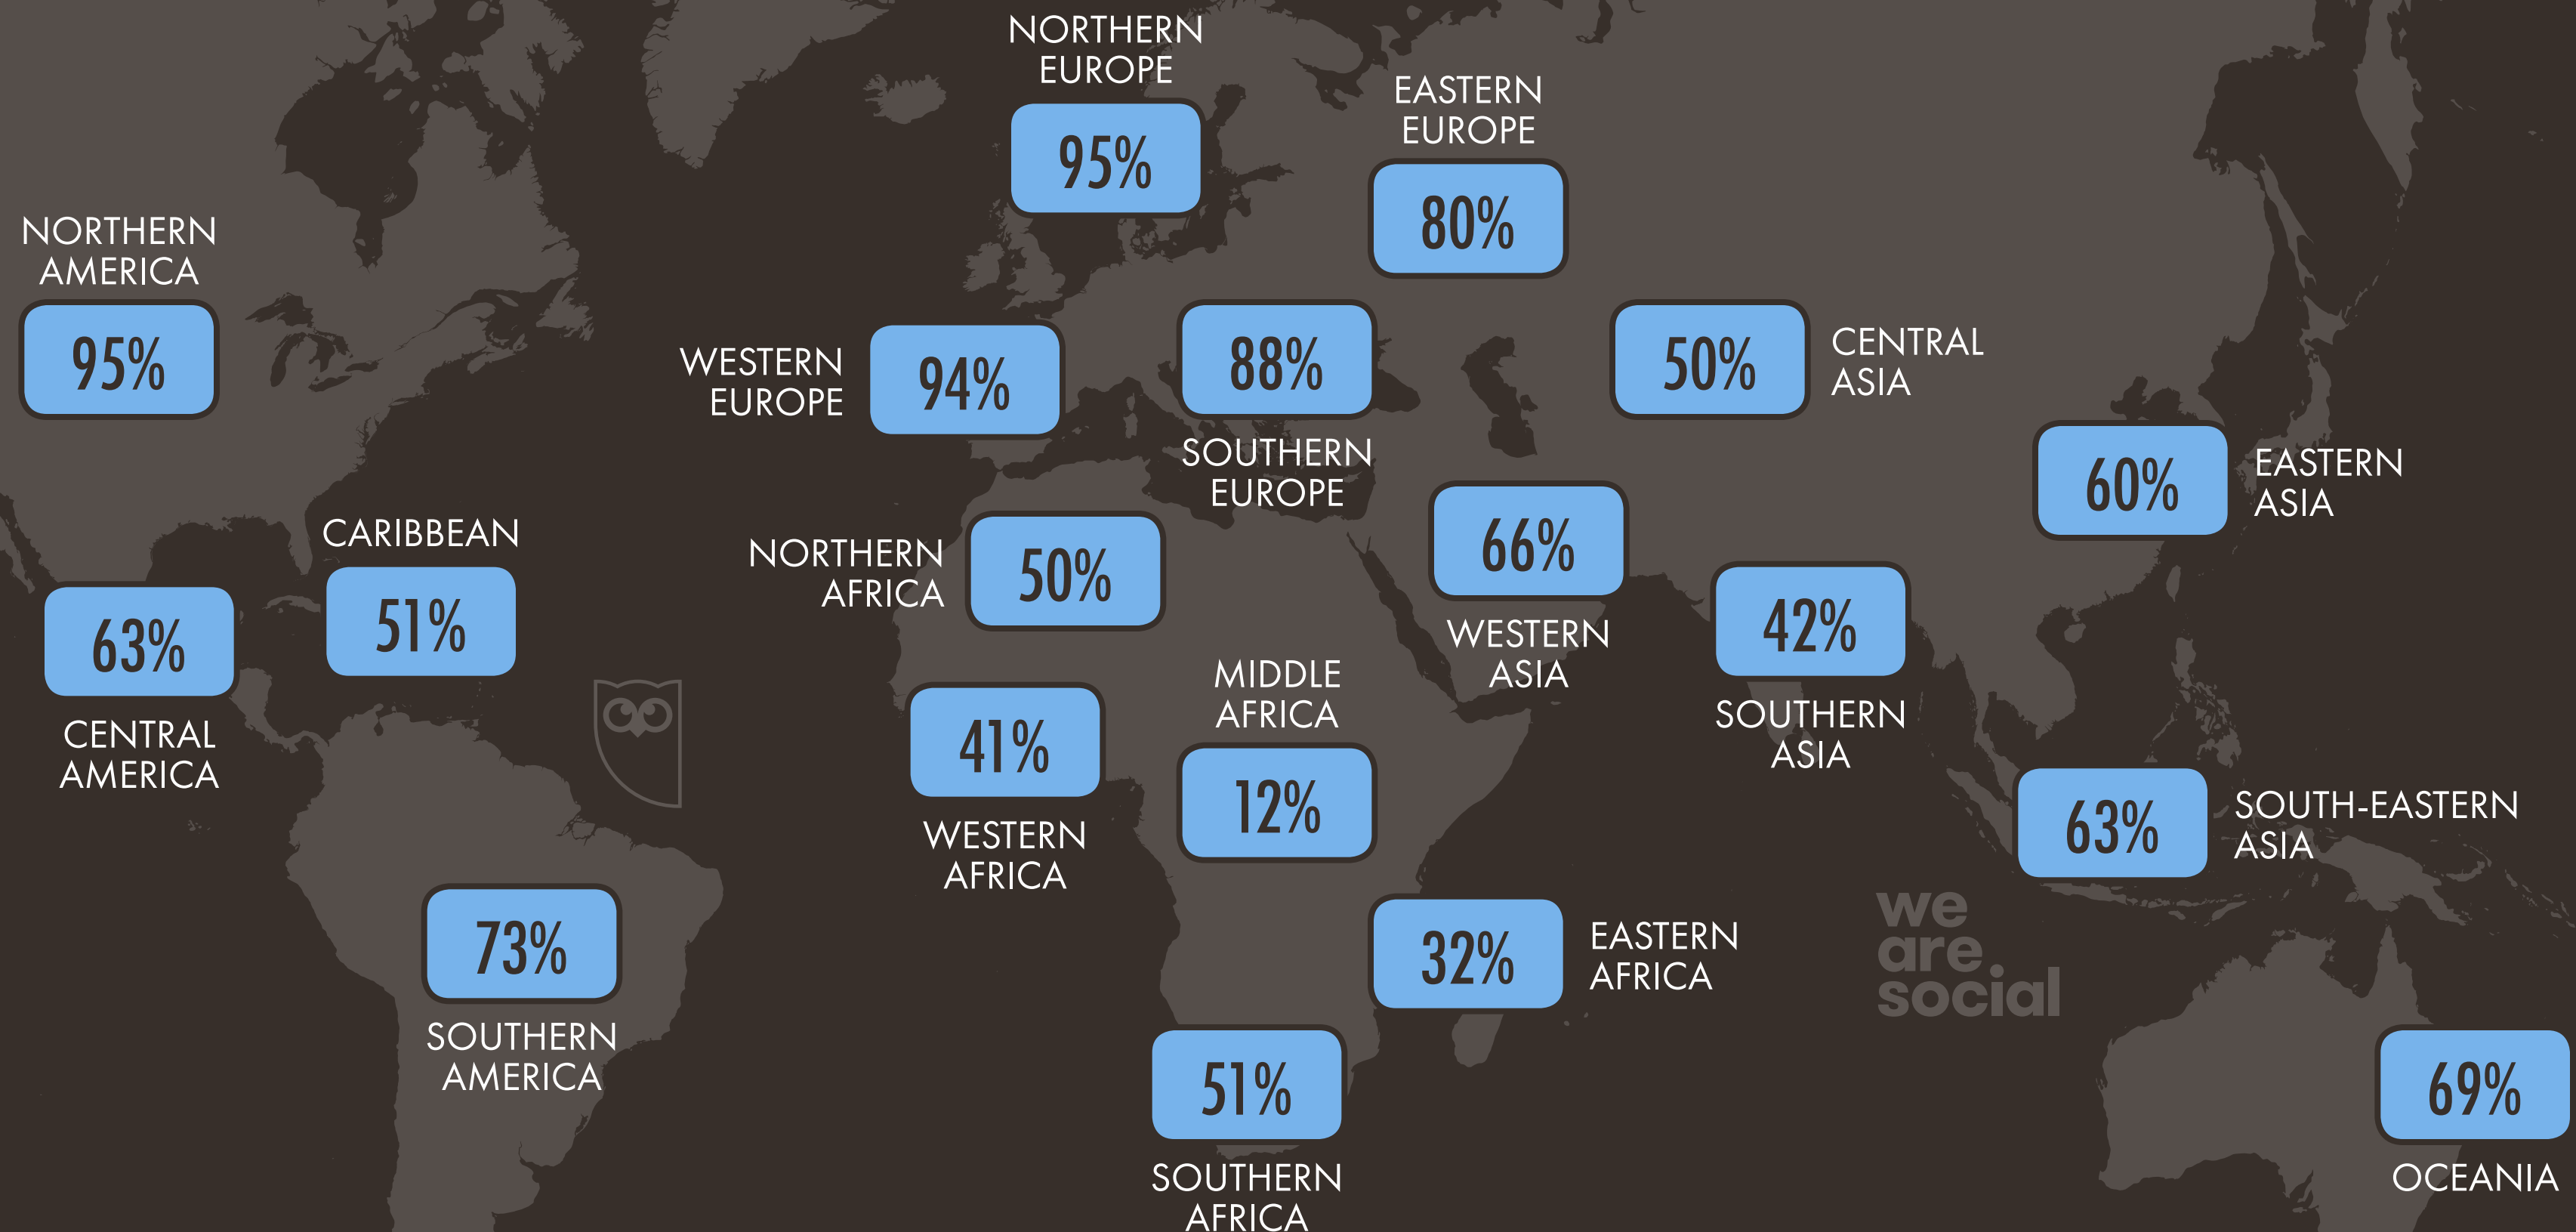 NORTHERN
EUROPE
95%
EASTERN
EUROPE
80%
NORTHERN
AMERICA
95%
WESTERN
EUROPE
94%
88%
SOUTHERN
EUROPE
50%
CENTRAL
ASIA
60%
EASTERN
ASIA
CARIBBEAN
51%
63%
CENTRAL
AMERICA
NORTHERN
AFRICA
50%
66%
WESTERN
ASIA
42%
SOUTHERN
ASIA
41%
WESTERN
AFRICA
MIDDLE
AFRICA
12%
63%
SOUTH-EASTERN
ASIA
73%
SOUTHERN
AMERICA
32%
EASTERN
AFRICA
we
are
social
51%
SOUTHERN
AFRICA
69%
OCEANIA